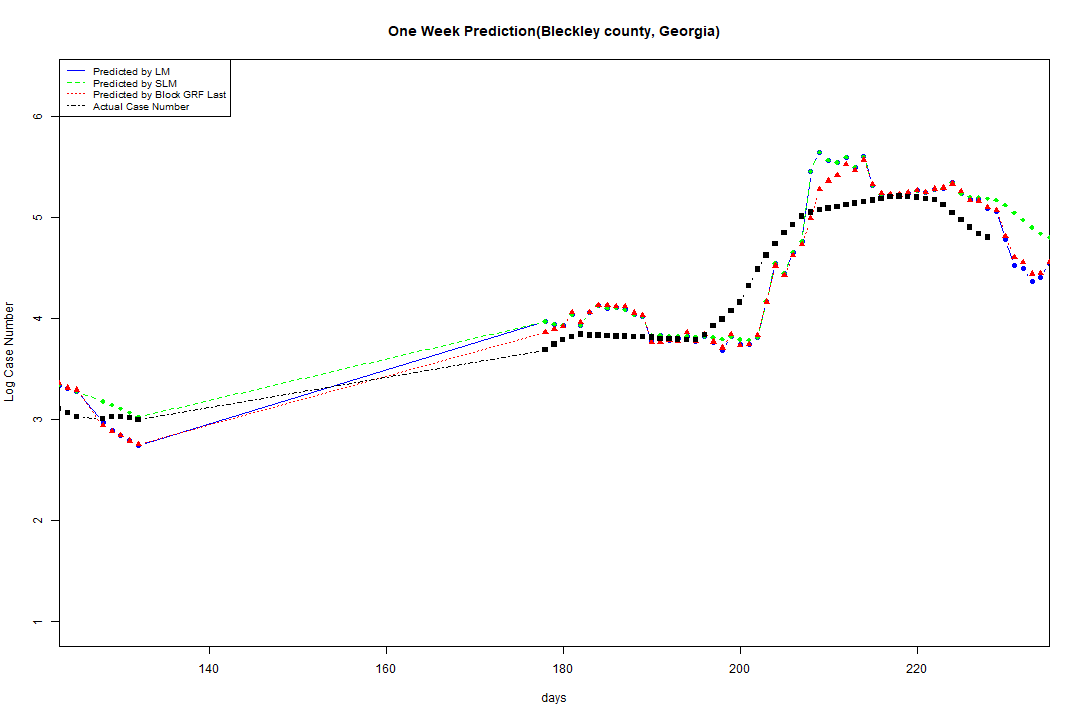 One Week Prediction(Bleckley county, Georgia)
Predicted by LM
Predicted by SLM
Predicted by Block GRF Last
Actual Case Number
6
5
4
3
2
1
Log Case Number
140 160 180 200 220
days